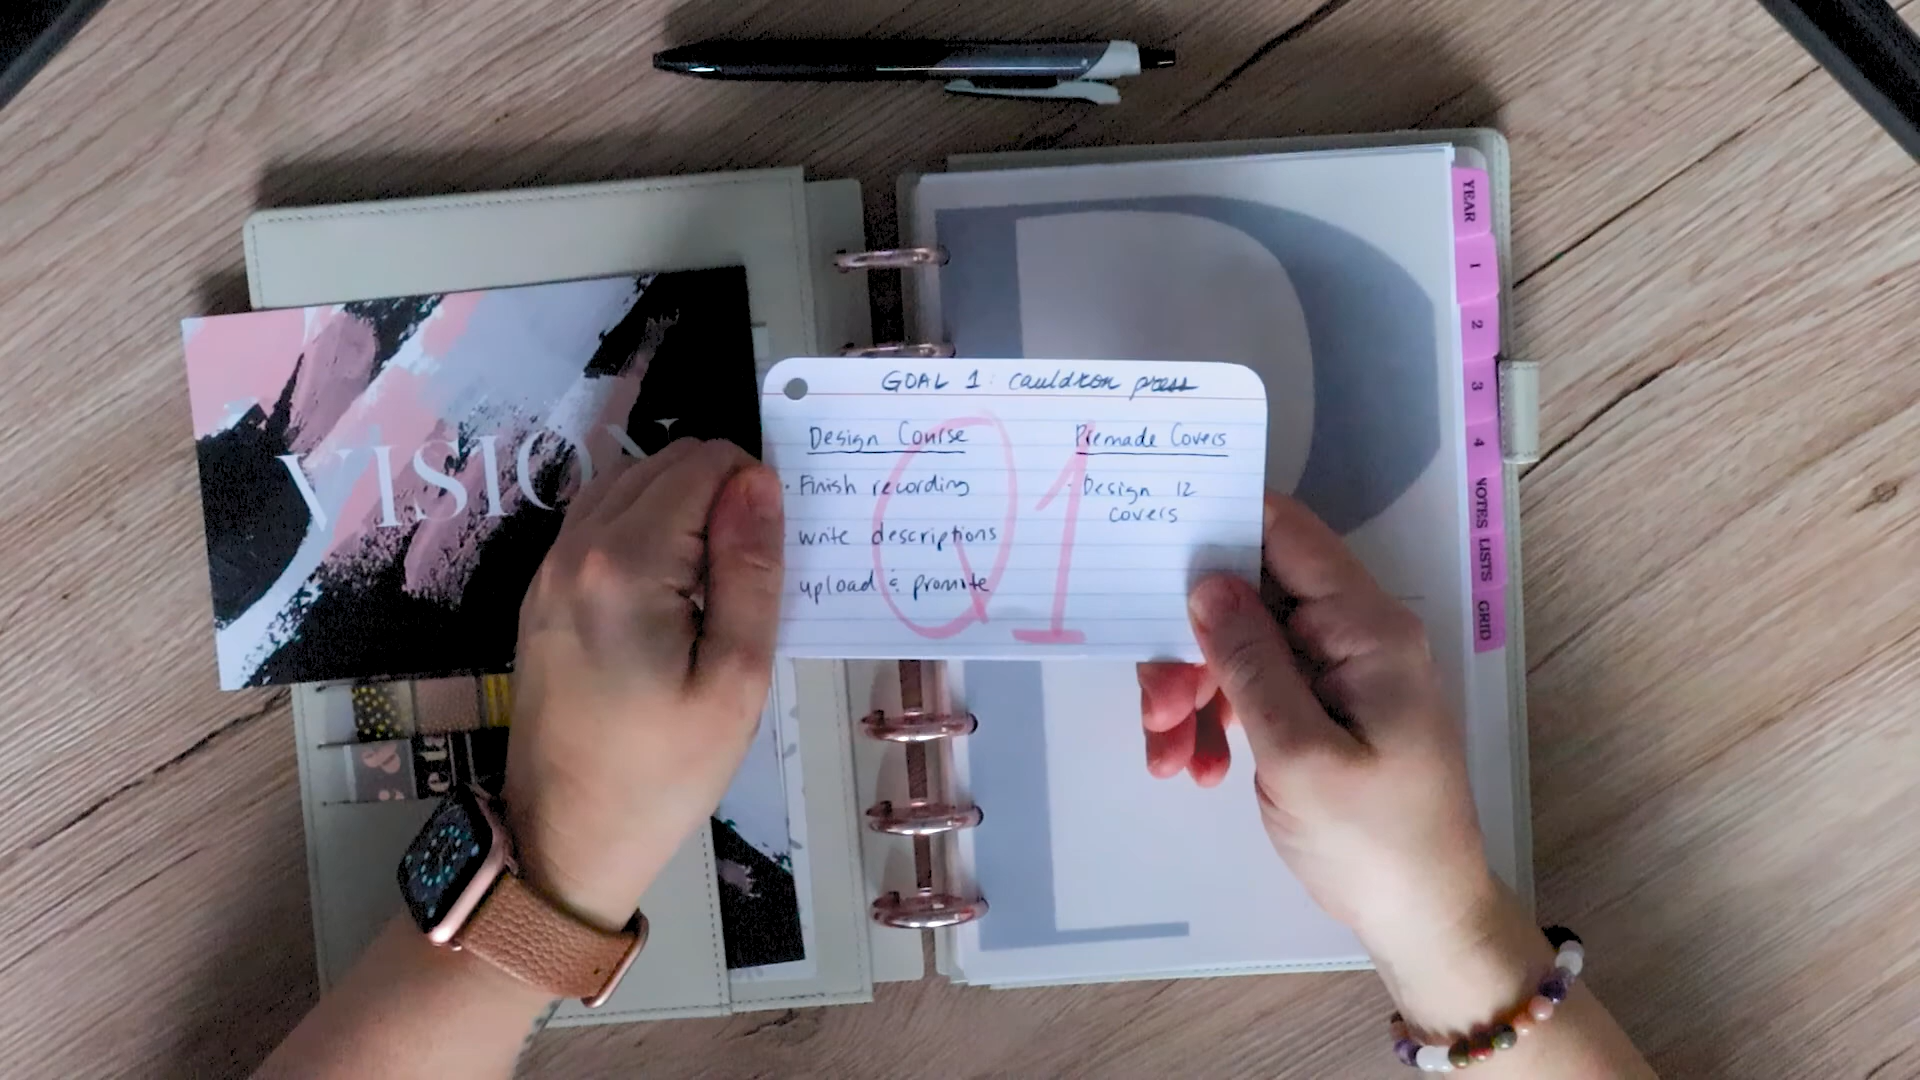 GOAL 1: cauldron press
Design Course
· Finish recording
· write descriptions
upload & promote
Premade Covers
· Design 12
covers
Q1
VISION
YEAR
1
2
3
4
NOTES
LISTS
GRID
P
&